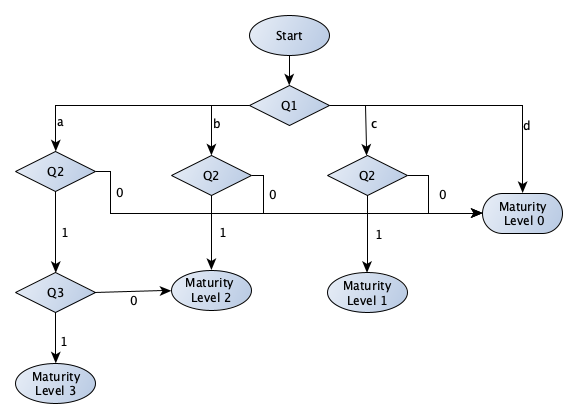 Start
Q1
a
b
c
d
Q2
Q2
Q2
0
0
0
Maturity
Level 0
1
1
1
Q3
0
Maturity
Level 2
Maturity
Level 1
1
Maturity
Level 3